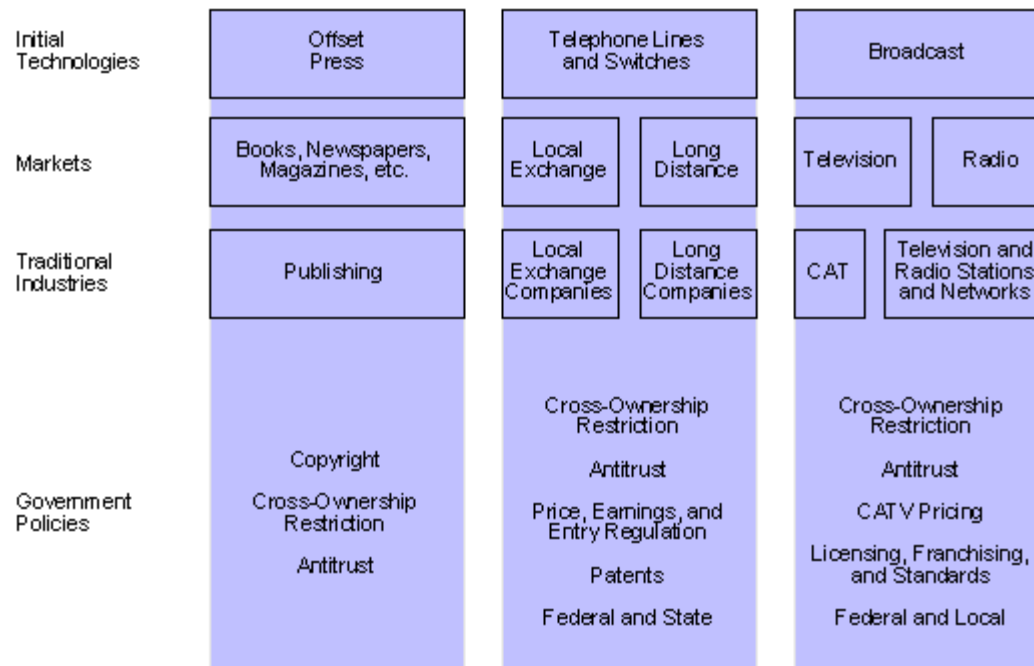 Initial
Technologies
Offset
Press
Telephone Lines
and Switches
Broadcast
Markets
Books, Newspapers,
Magazines, etc.
Local
Exchange
Long
Distance
Television
Radio
Traditional
Industries
Publishing
Local
Exchange
Companies
Long
Distance
Companies
CAT
Television and
Radio Stations
and Networks
Government
Policies
Copyright
Cross-Ownership
Restriction
Antitrust
Cross-Ownership
Restriction
Antitrust
Price, Earnings, and
Entry Regulation
Patents
Federal and State
Cross-Ownership
Restriction
Antitrust
CATV Pricing
Licensing, Franchising,
and Standards
Federal and Local